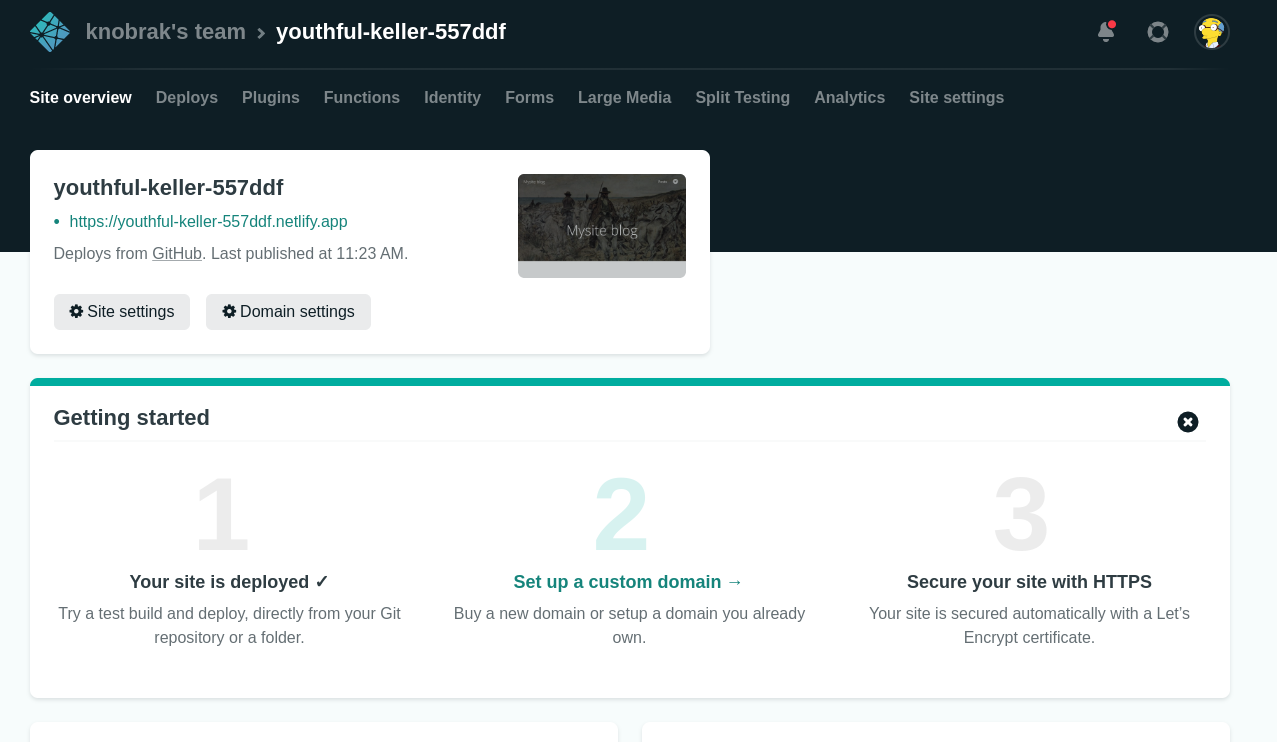 knobrak's team youthful-keller-557ddf
Site overview Deploys Plugins Functions Identity Forms Large Media Split Testing Analytics Site settings
youthful-keller-557ddf
• https://youthful-keller-557ddf.netlify.app
Deploys from GitHub. Last published at 11:23 AM.
Mysite blog
Site settings Domain settings
Getting started
1
Your site is deployed ✓
Try a test build and deploy, directly from your Git
repository or a folder.
2
Set up a custom domain →
Buy a new domain or setup a domain you already
own.
3
Secure your site with HTTPS
Your site is secured automatically with a Let’s
Encrypt certificate.